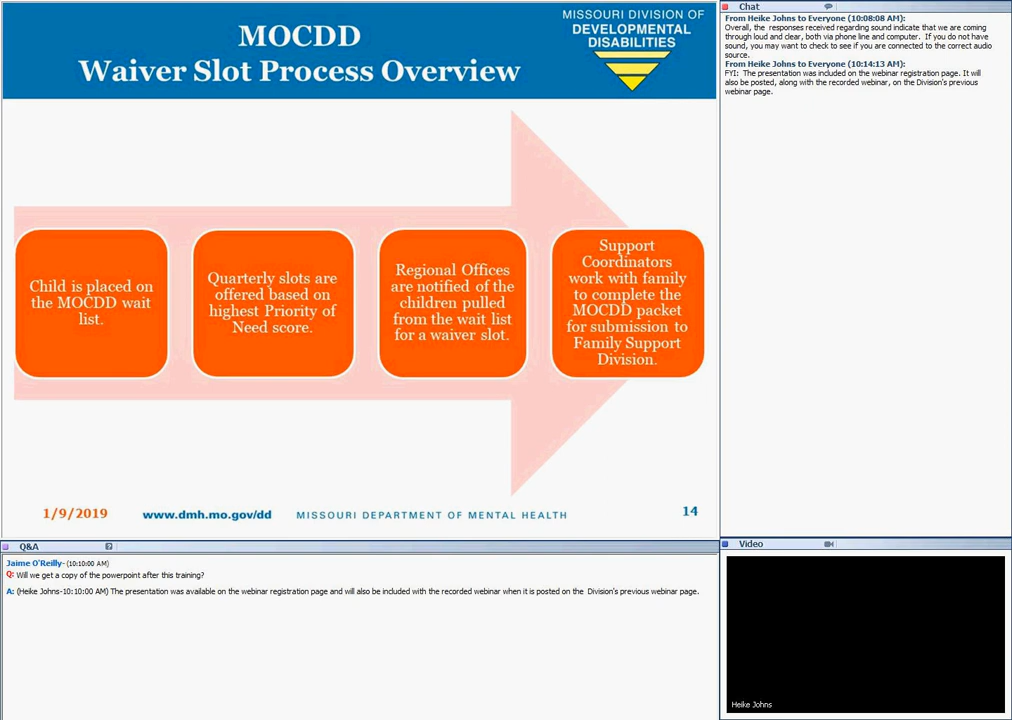 MOCDD
Waiver Slot Process Overview
MISSOURI DIVISION OF
DEVELOPMENTAL
DISABILITIES
Child is placed on
the MOCDD wait
list.
Quarterly slots are
offered based on
highest Priority of
Need score.
Regional Offices
are notified of the
children pulled
from the wait list
for a waiver slot.
Support
Coordinators
work with family
to complete the
MOCDD packet
for submission to
Family Support
Division.
1/9/2019
www.dmh.mo.gov/dd
MISSOURI DEPARTMENT OF MENTAL HEALTH
14
Chat
From Heike Johns to Everyone (10:08:08 AM):
Overall, the responses received regarding sound indicate that we are coming
through loud and clear, both via phone line and computer. If you do not have
sound, you may want to check to see if you are connected to the correct audio
source.
From Heike Johns to Everyone (10:14:13 AM):
FYI: The presentation was included on the webinar registration page. It will
also be posted, along with the recorded webinar, on the Division's previous
webinar page.
Q&A
Jaime O'Reilly- (10:10:00 AM)
Q: Will we get a copy of the powerpoint after this training?
A: (Heike Johns-10:10:00 AM) The presentation was available on the webinar registration page and will also be included with the recorded webinar when it is posted on the Division's previous webinar page.
Video
Heike Johns